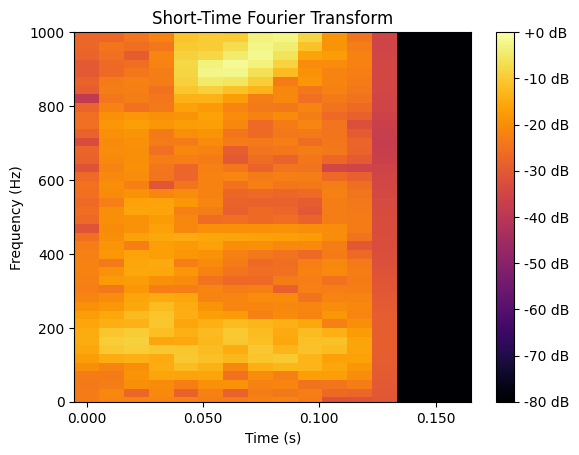 Short-Time Fourier Transform
1000
800
600
400
200
0
Frequency (Hz)
0.000
0.050
0.100
0.150
Time (s)
+0 dB
-10 dB
-20 dB
-30 dB
-40 dB
-50 dB
-60 dB
-70 dB
-80 dB